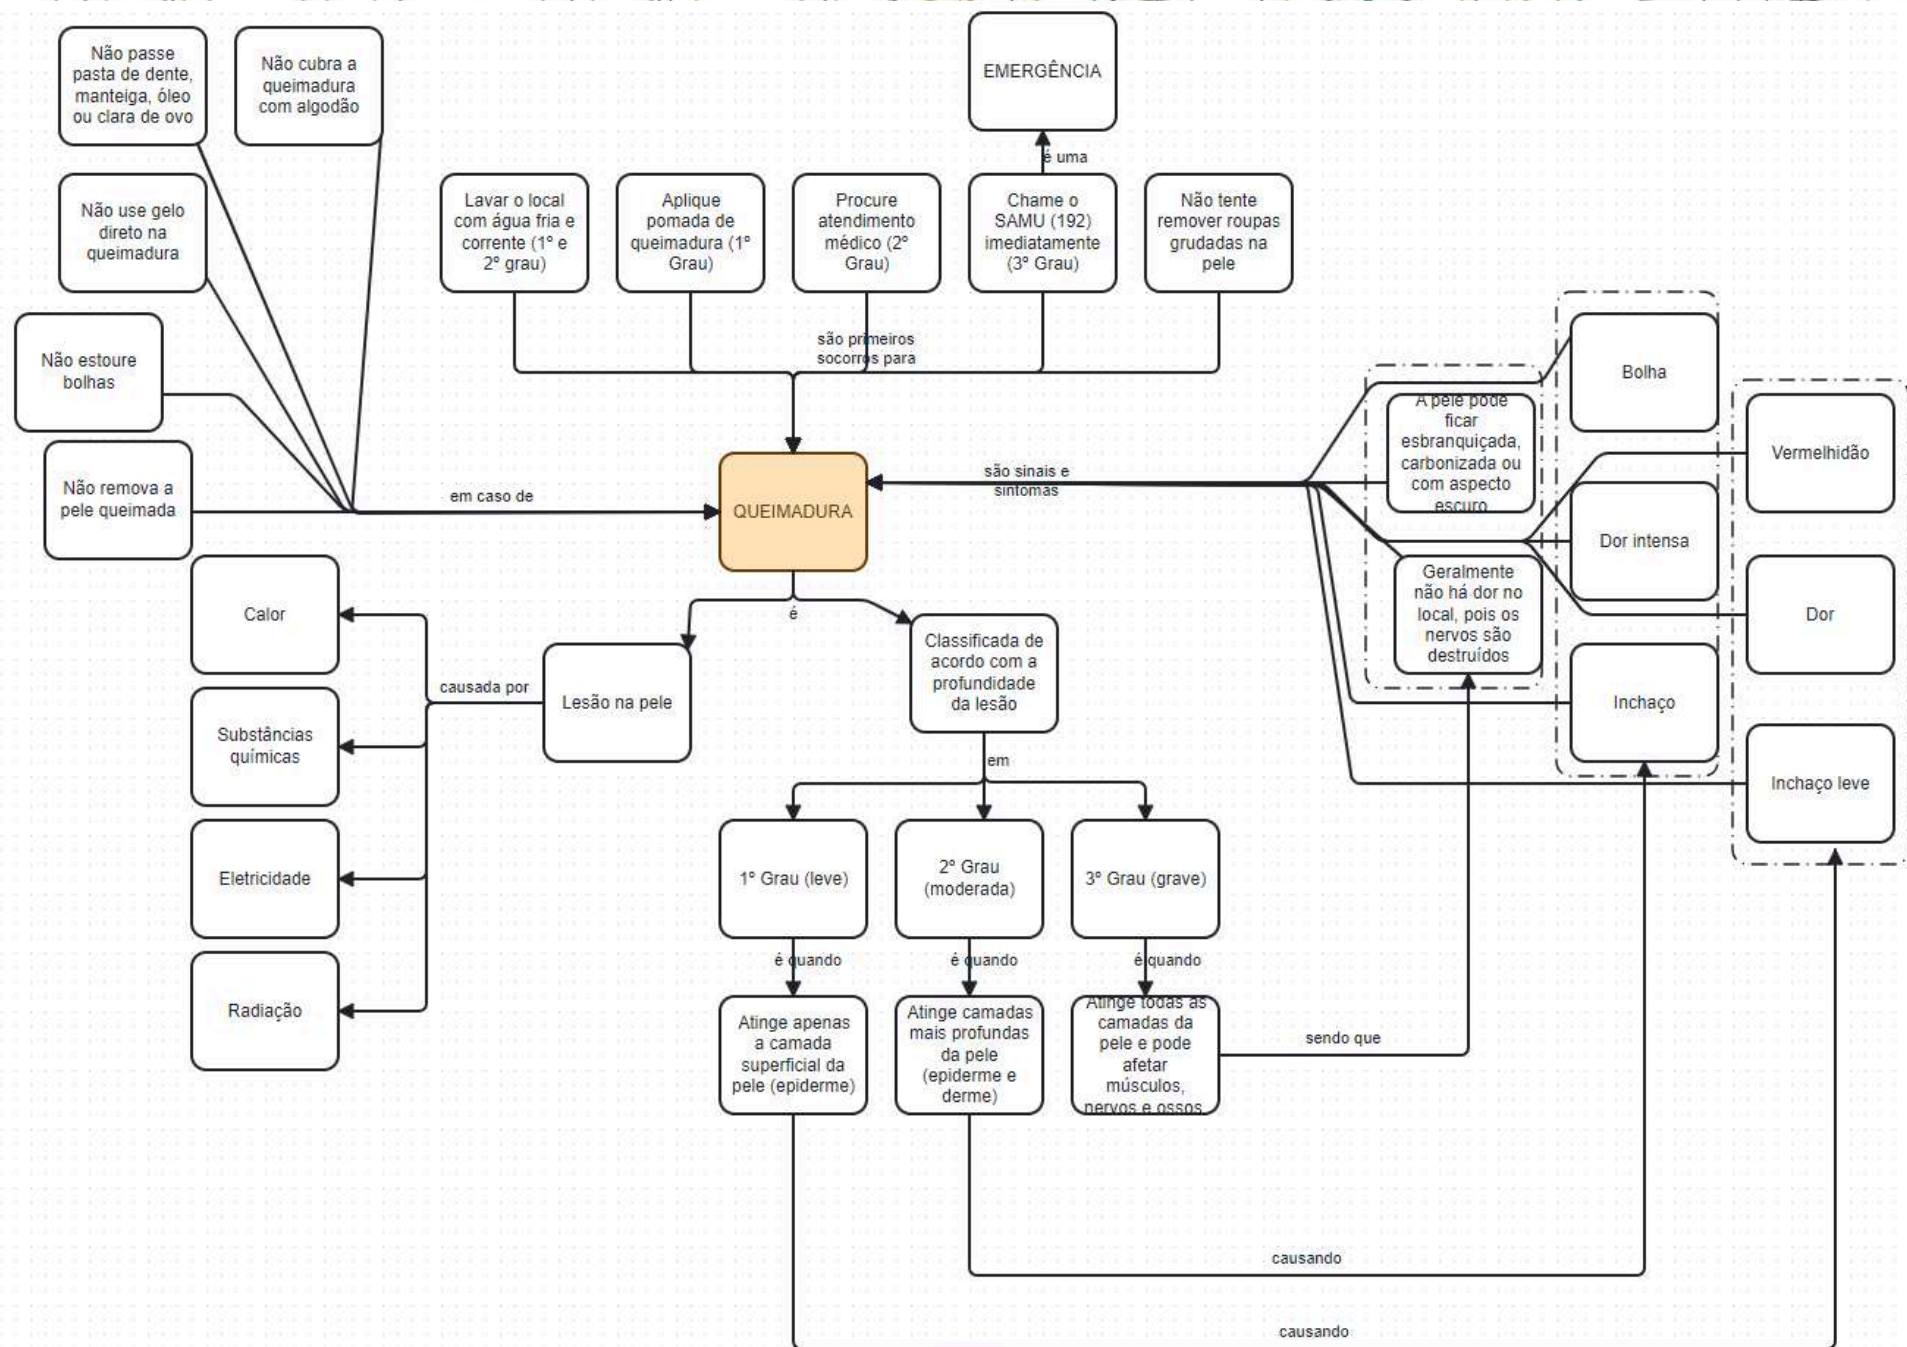 Não passe
pasta de dente,
manteiga, óleo
ou clara de ovo
Não cubra a
queimadura
com algodão
EMERGÊNCIA
é uma
Não use gelo
direto na
queimadura
Lavar o local
com água fria e
corrente (1º e
2º grau)
Aplique
pomada de
queimadura (1º
Grau)
Procure
atendimento
médico (2º
Grau)
Chame o
SAMU (192)
imediatamente
(3º Grau)
Não tente
remover roupas
grudadas na
pele
são primeiros
socorros para
Não estoure
bolhas
Não remova a
pele queimada
em caso de
QUEIMADURA
são sinais e
sintomas
A pele pode
ficar
esbranquiçada,
carbonizada ou
com aspecto
escuro
Geralmente
não há dor no
local, pois os
nervos são
destruídos
Bolha
Dor intensa
Inchaço
Vermelhidão
Dor
Inchaço leve
é
Lesão na pele
causada por
Calor
Substâncias
químicas
Eletricidade
Radiação
Classificada de
acordo com a
profundidade
da lesão
em
1º Grau (leve)
2º Grau
(moderada)
3º Grau (grave)
é quando
é quando
é quando
Atinge apenas
a camada
superficial da
pele (epiderme)
Atinge camadas
mais profundas
da pele
(epiderme e
derme)
Atinge todas as
camadas da
pele e pode
afetar
músculos,
nervos e ossos
sendo que
causando
causando